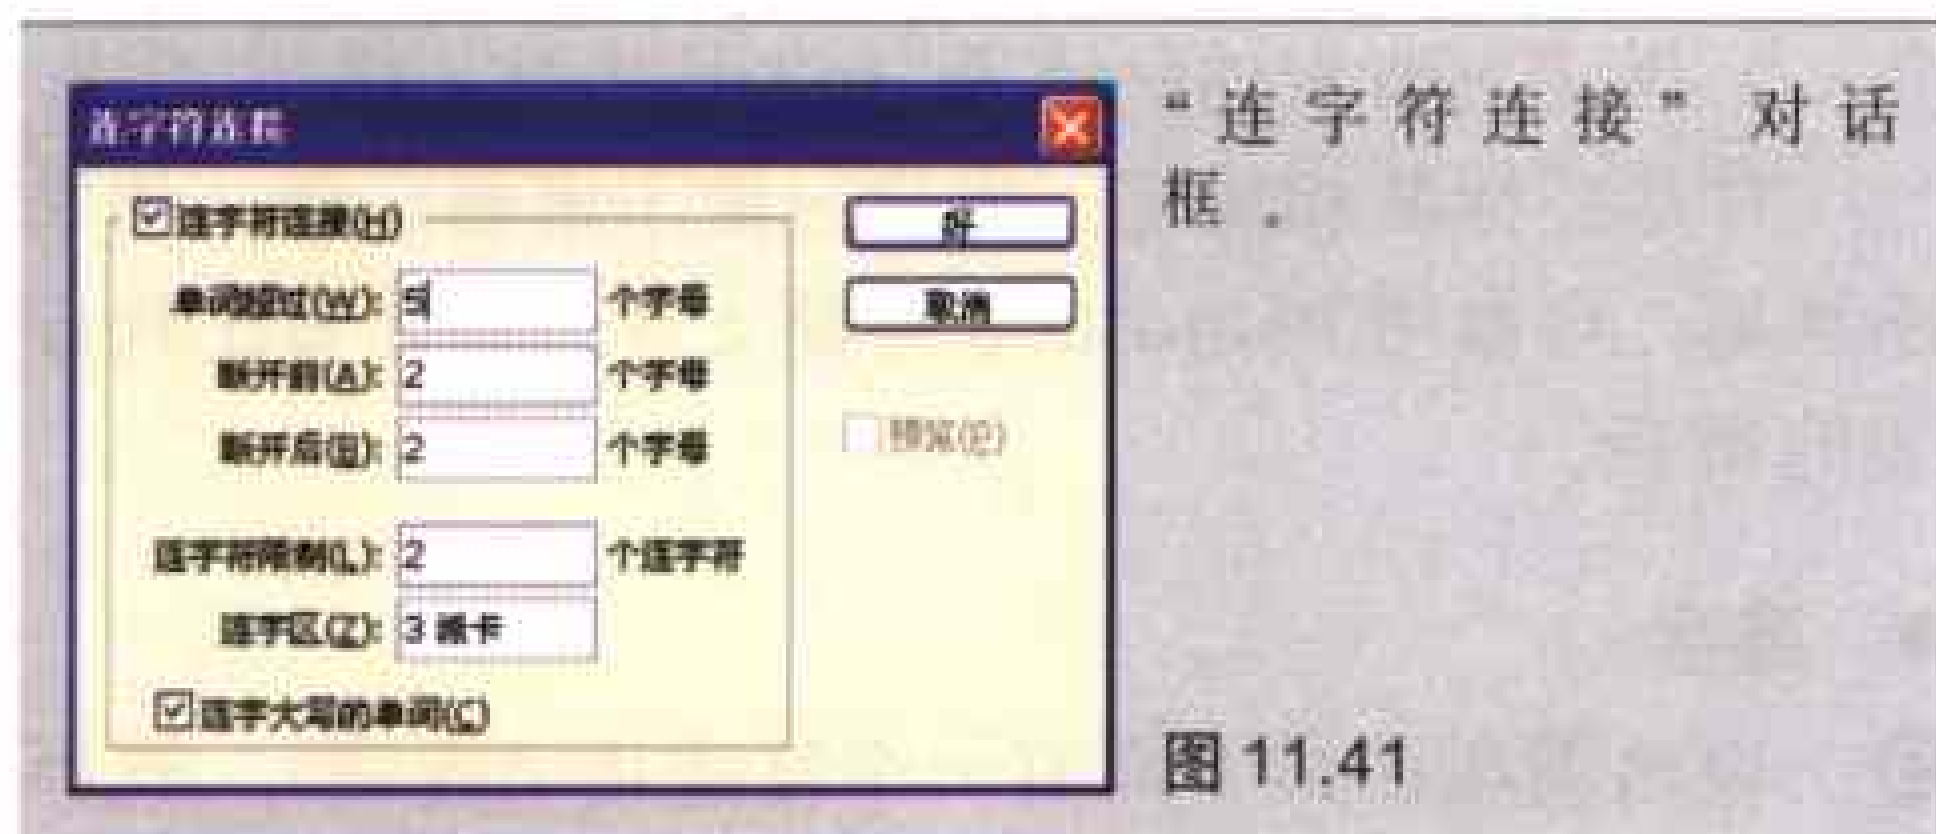 连字符连接
“连字符连接”对话
框.
连字符连接(H)
好
单词超过(W): 5 个字母
取消
断开前(A): 2 个字母
断开后(B): 2 个字母
预览(P)
连字符限制(L): 2 个连字符
连字区(Z): 3 派卡
连字大写的单词(C)
图 11.41